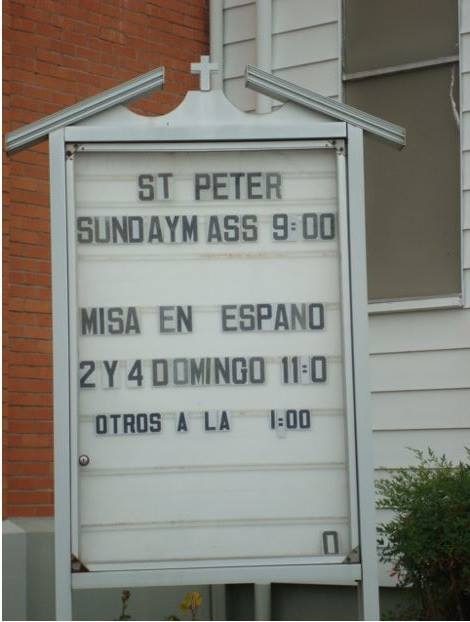 ST PETER
SUNDAYM ASS 9:00
MISA EN ESPANO
2 Y 4 DOMINGO 11:0
OTROS A LA 1:00
0